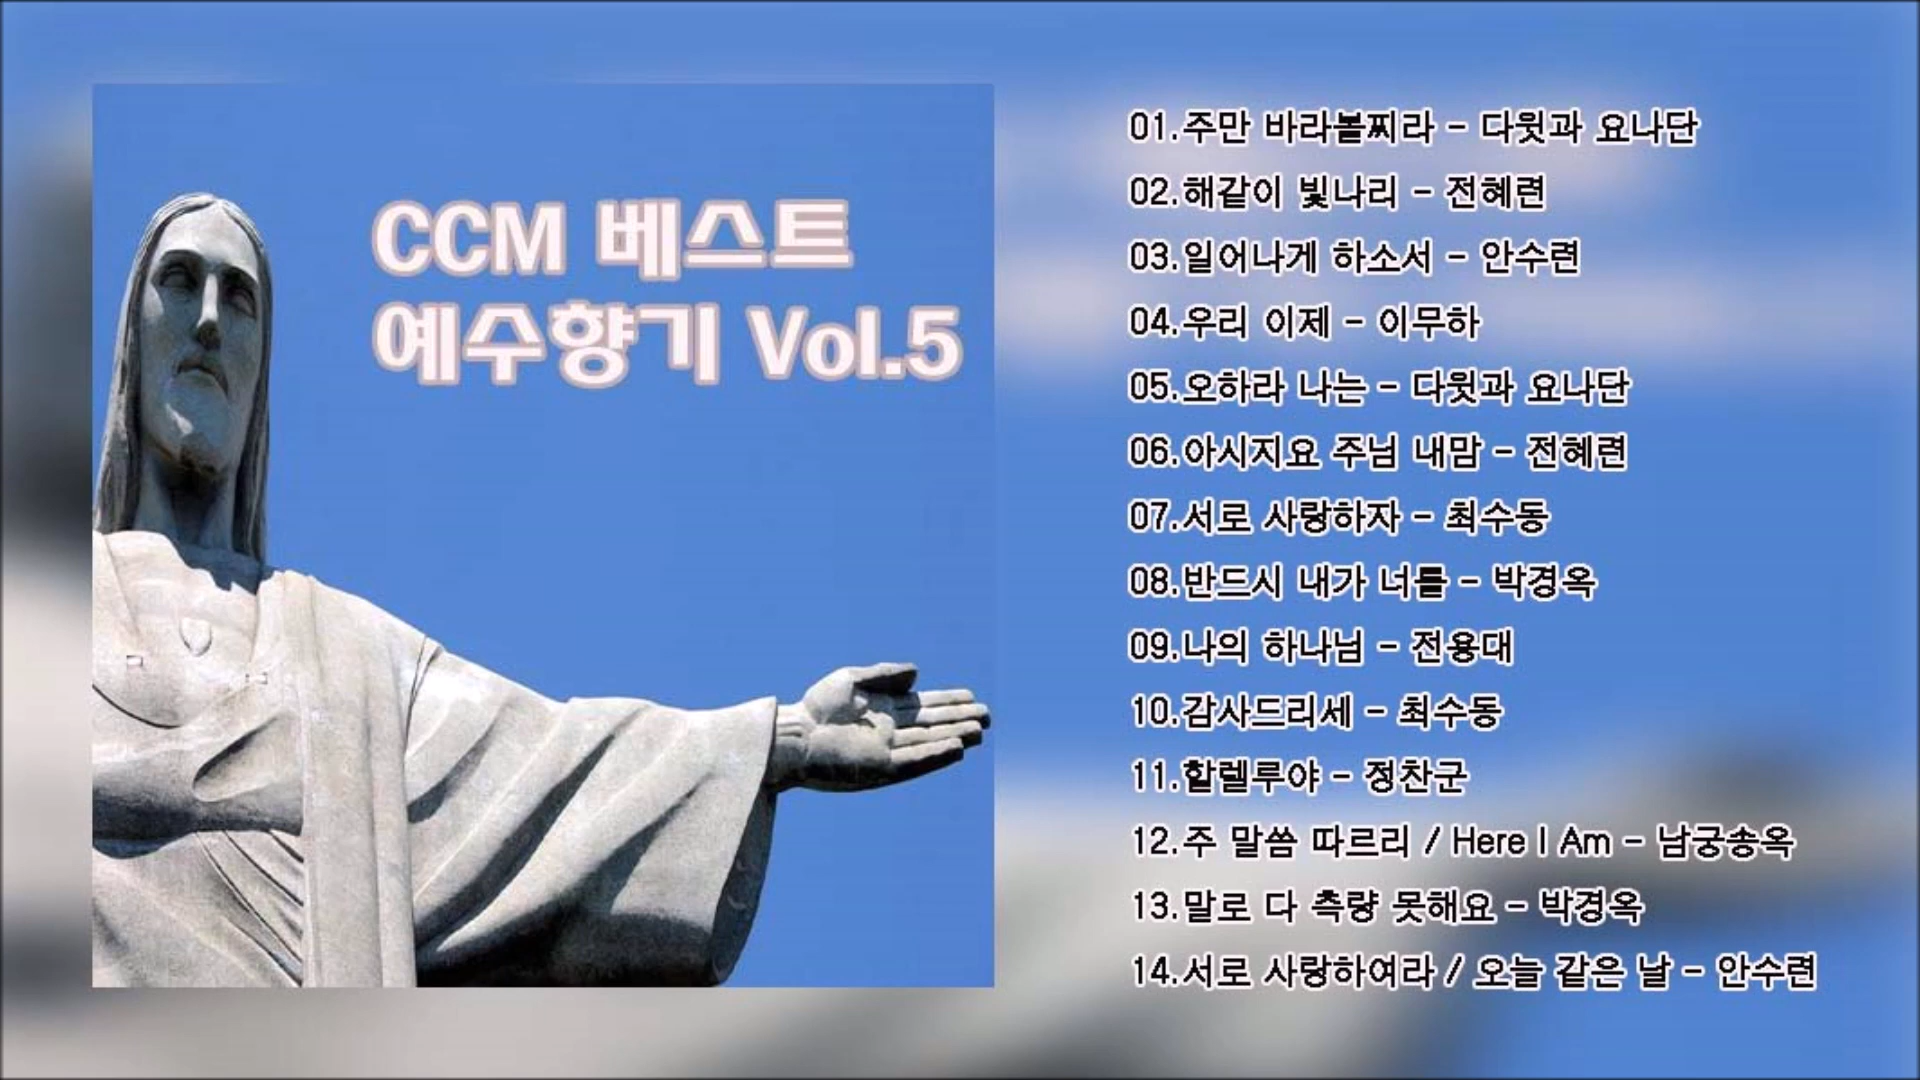 CCM 베스트
예수향기 Vol.5
01.주만 바라볼찌라 - 다윗과 요나단
02.해같이 빛나리 - 전혜련
03.일어나게 하소서 - 안수련
04.우리 이제 - 이무하
05.오하라 나는 - 다윗과 요나단
06.아시지요 주님 내맘 - 전혜련
07.서로 사랑하자 - 최수동
08.반드시 내가 너를 - 박경옥
09.나의 하나님 - 전용대
10.감사드리세 - 최수동
11.할렐루야 - 정찬군
12.주 말씀 따르리 / Here I Am - 남궁송옥
13.말로 다 측량 못해요 - 박경옥
14.서로 사랑하여라 / 오늘 같은 날 - 안수련